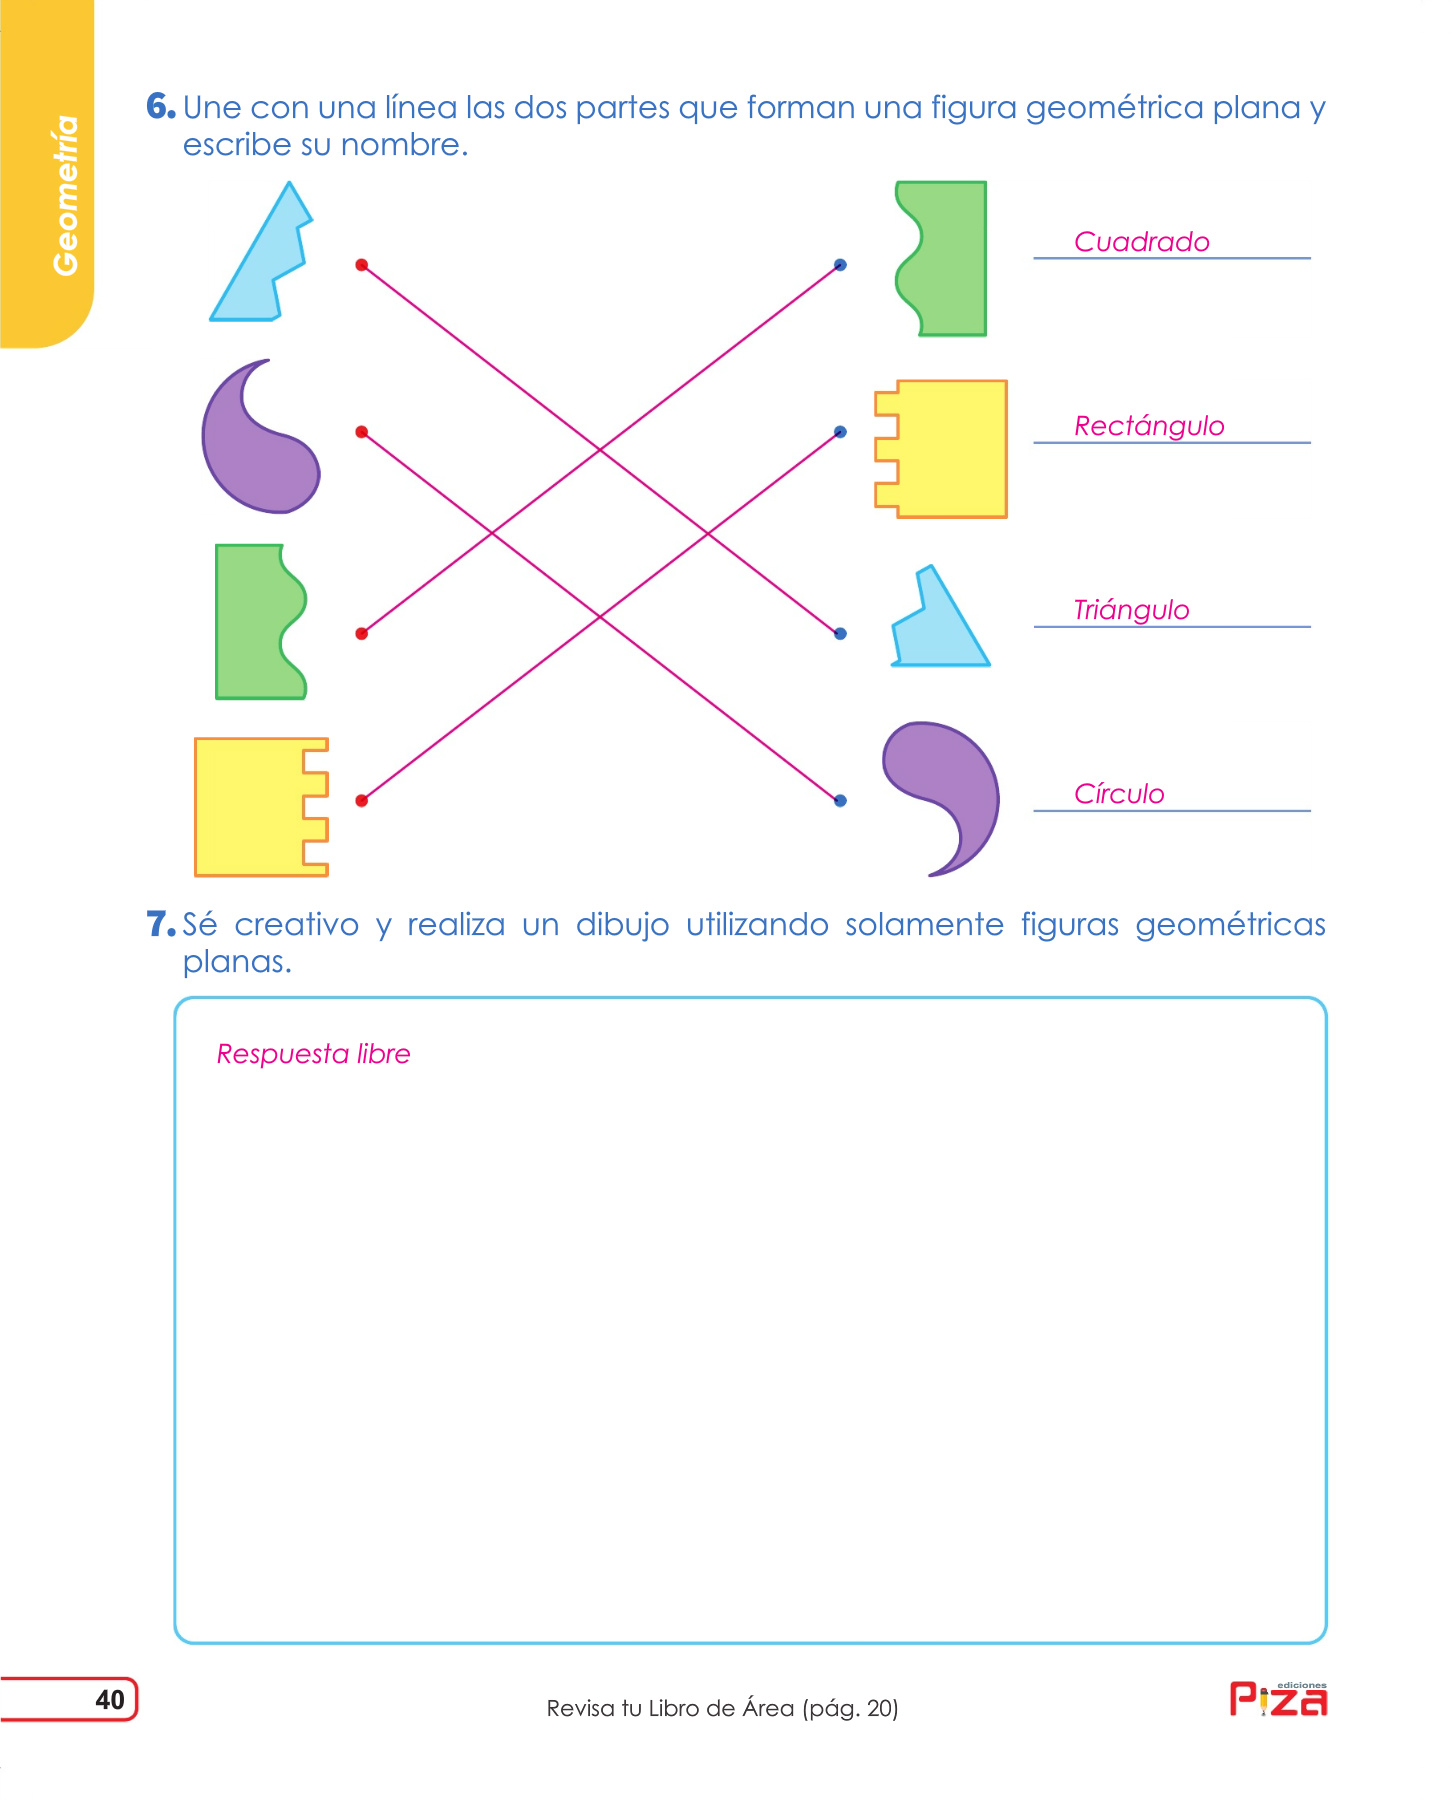 Geometría
6. Une con una línea las dos partes que forman una figura geométrica plana y
escribe su nombre.
Cuadrado
Rectángulo
Triángulo
Círculo
7. Sé creativo y realiza un dibujo utilizando solamente figuras geométricas
planas.
Respuesta libre
40
Revisa tu Libro de Área (pág. 20)
ediciones
Piza